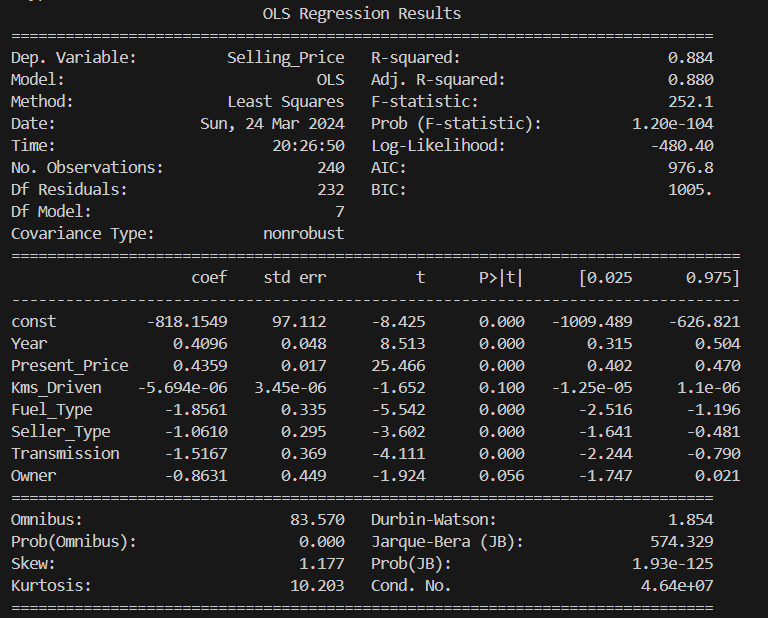 OLS Regression Results
==============================================================================
Dep. Variable: Selling_Price R-squared: 0.884
Model: OLS Adj. R-squared: 0.880
Method: Least Squares F-statistic: 252.1
Date: Sun, 24 Mar 2024 Prob (F-statistic): 1.20e-104
Time: 20:26:50 Log-Likelihood: -480.40
No. Observations: 240 AIC: 976.8
Df Residuals: 232 BIC: 1005.
Df Model: 7
Covariance Type: nonrobust
=================================================================================
coef std err t P>|t| [0.025 0.975]
---------------------------------------------------------------------------------
const -818.1549 97.112 -8.425 0.000 -1009.489 -626.821
Year 0.4096 0.048 8.513 0.000 0.315 0.504
Present_Price 0.4359 0.017 25.466 0.000 0.402 0.470
Kms_Driven -5.694e-06 3.45e-06 -1.652 0.100 -1.25e-05 1.1e-06
Fuel_Type -1.8561 0.335 -5.542 0.000 -2.516 -1.196
Seller_Type -1.0610 0.295 -3.602 0.000 -1.641 -0.481
Transmission -1.5167 0.369 -4.111 0.000 -2.244 -0.790
Owner -0.8631 0.449 -1.924 0.056 -1.747 0.021
==============================================================================
Omnibus: 83.570 Durbin-Watson: 1.854
Prob(Omnibus): 0.000 Jarque-Bera (JB): 574.329
Skew: 1.177 Prob(JB): 1.93e-125
Kurtosis: 10.203 Cond. No. 4.64e+07
==============================================================================